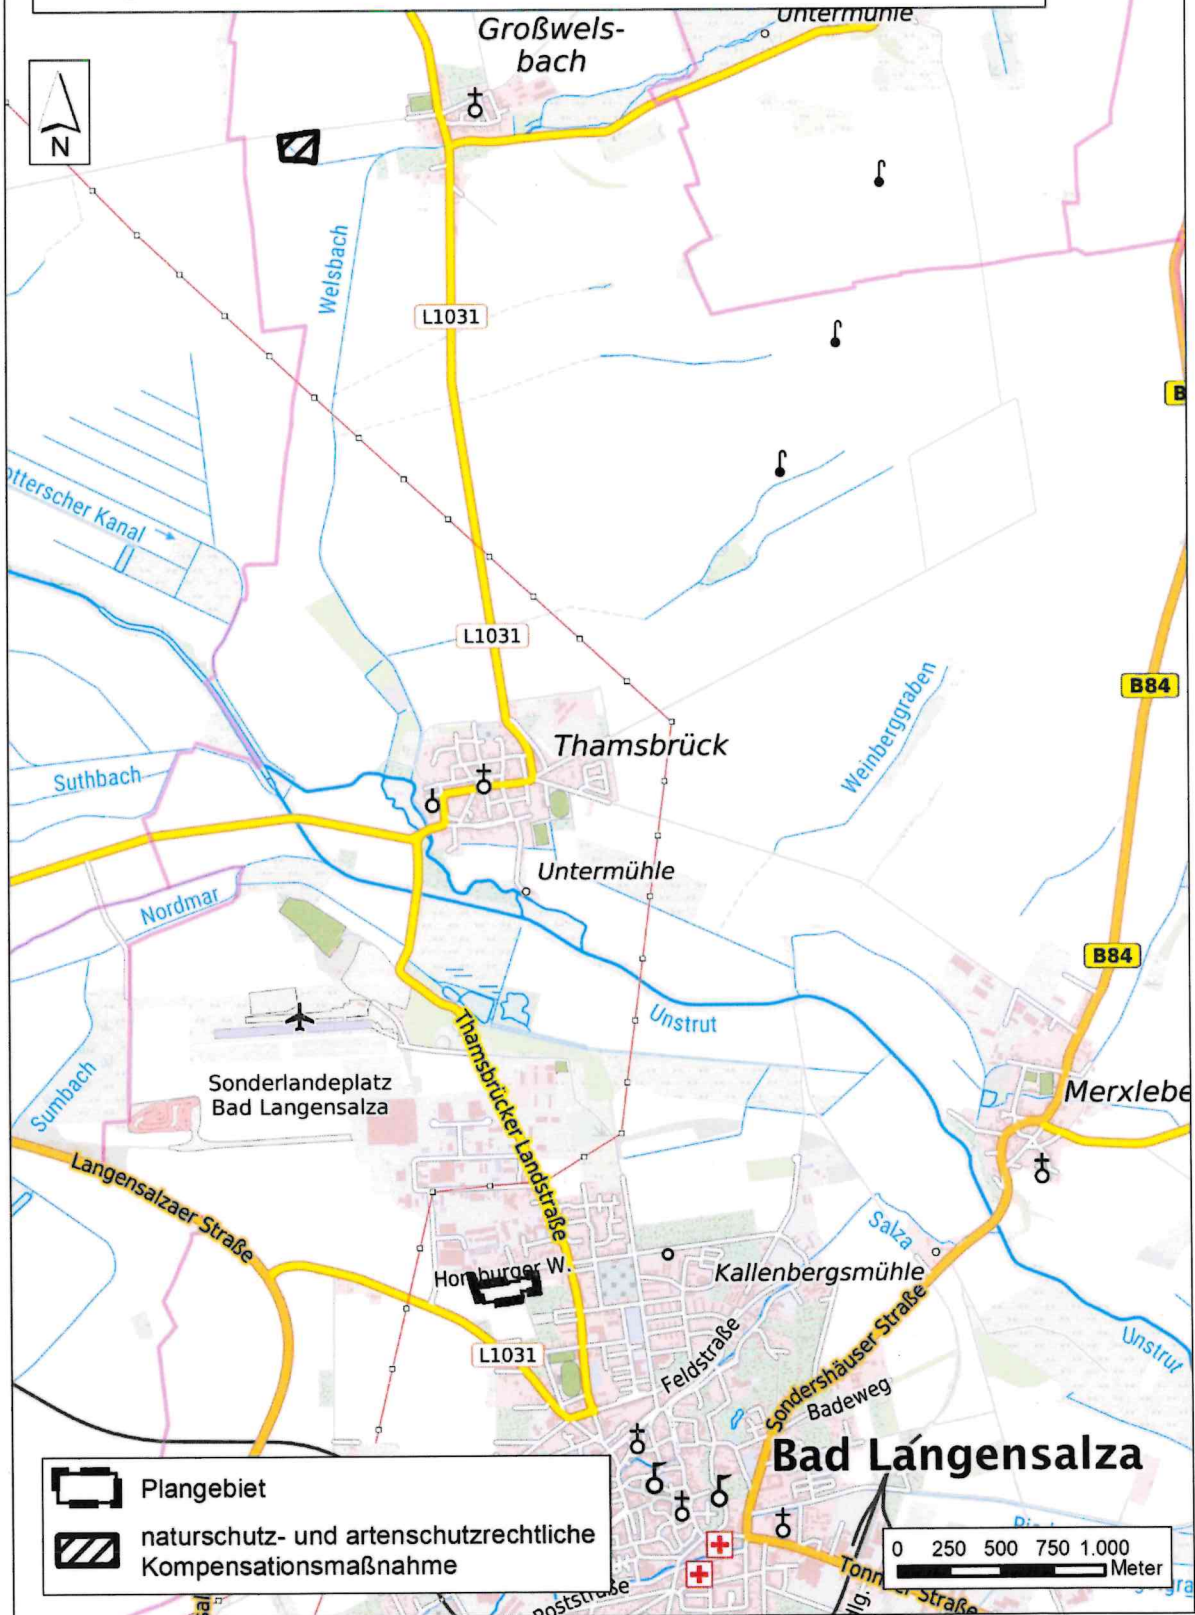 Großwels-
bach
Untermühle
N
Welsbach
L1031
B
otterscher Kanal
L1031
B84
Weinberggraben
Thamsbrück
Suthbach
Untermühle
Nordmar
B84
Unstrut
Sonderlandeplatz
Bad Langensalza
Sumbach
Thamsbrücker Landstraße
Merxlebe
Langensalzaer Straße
Salza
Homburger W.
Kallenbergsmühle
L1031
Feldstraße
Sondershäuser Straße
Unstrut
Badeweg
Bad Langensalza
Plangebiet
naturschutz- und artenschutzrechtliche
Kompensationsmaßnahme
0 250 500 750 1.000
Meter
poststraße